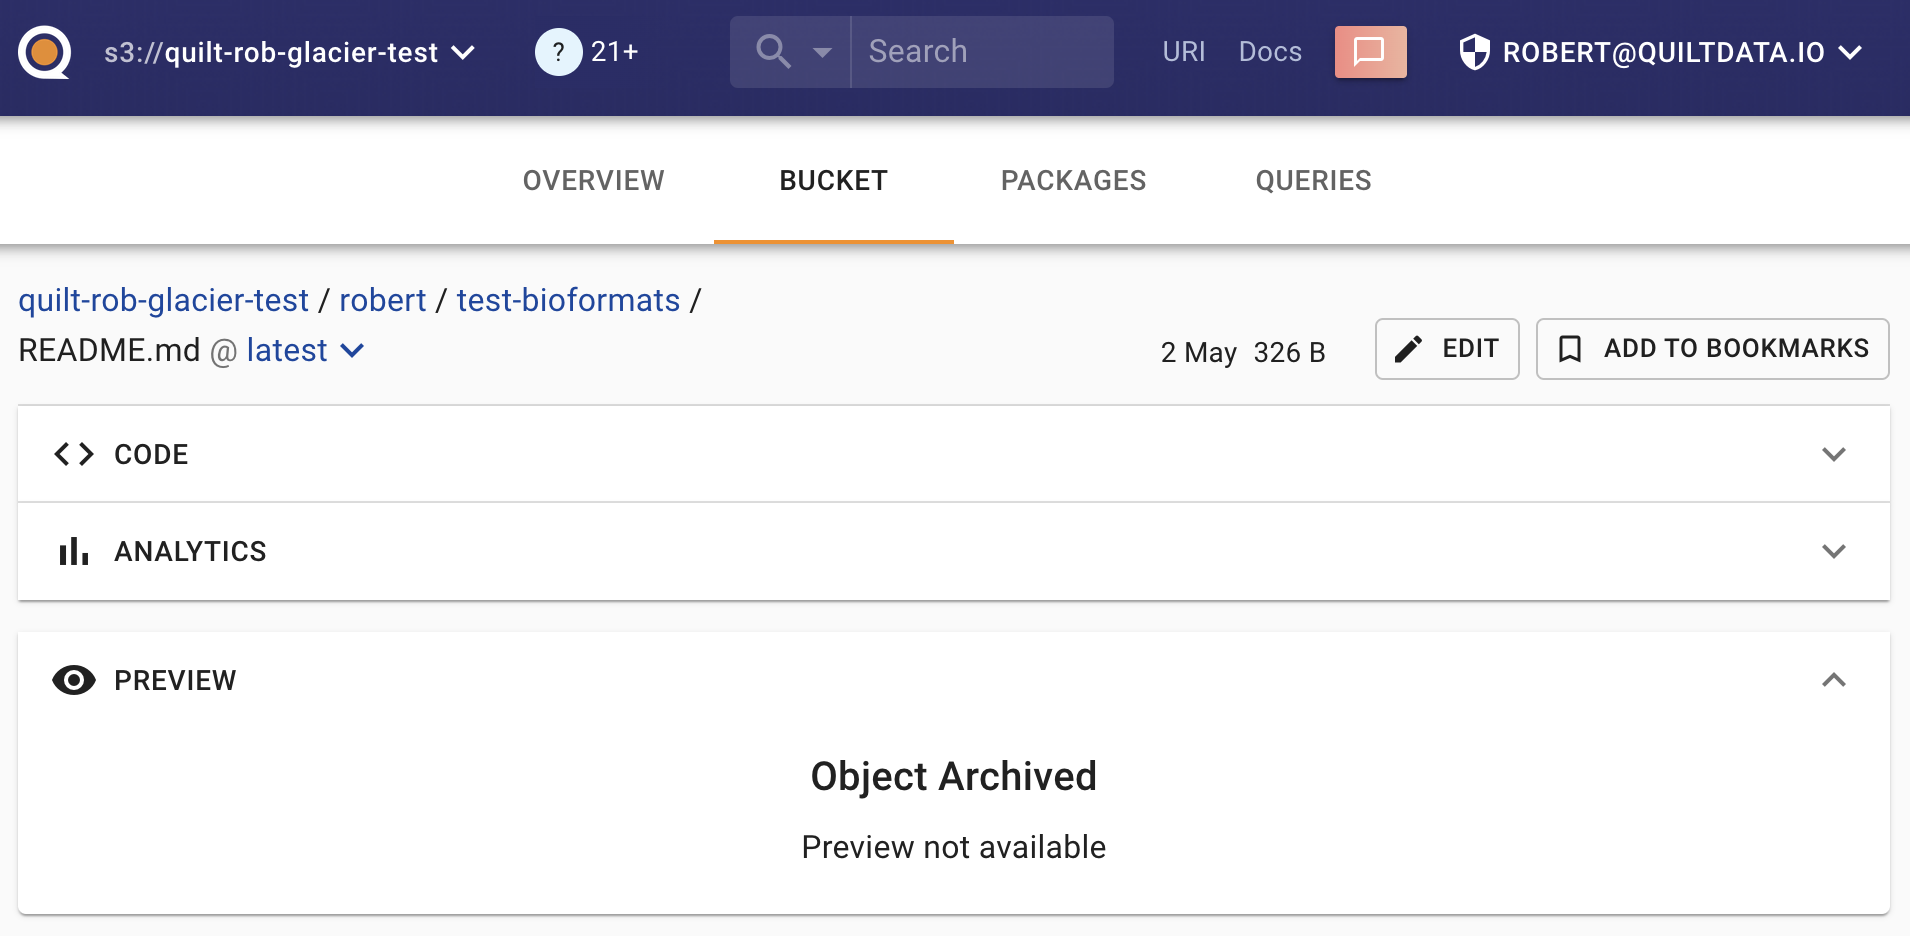 s3://quilt-rob-glacier-test ? 21+ Search URI Docs ROBERT@QUILTDATA.IO
OVERVIEW BUCKET PACKAGES QUERIES
quilt-rob-glacier-test / robert / test-bioformats /
README.md @ latest 2 May 326 B EDIT ADD TO BOOKMARKS
CODE
ANALYTICS
PREVIEW
Object Archived
Preview not available